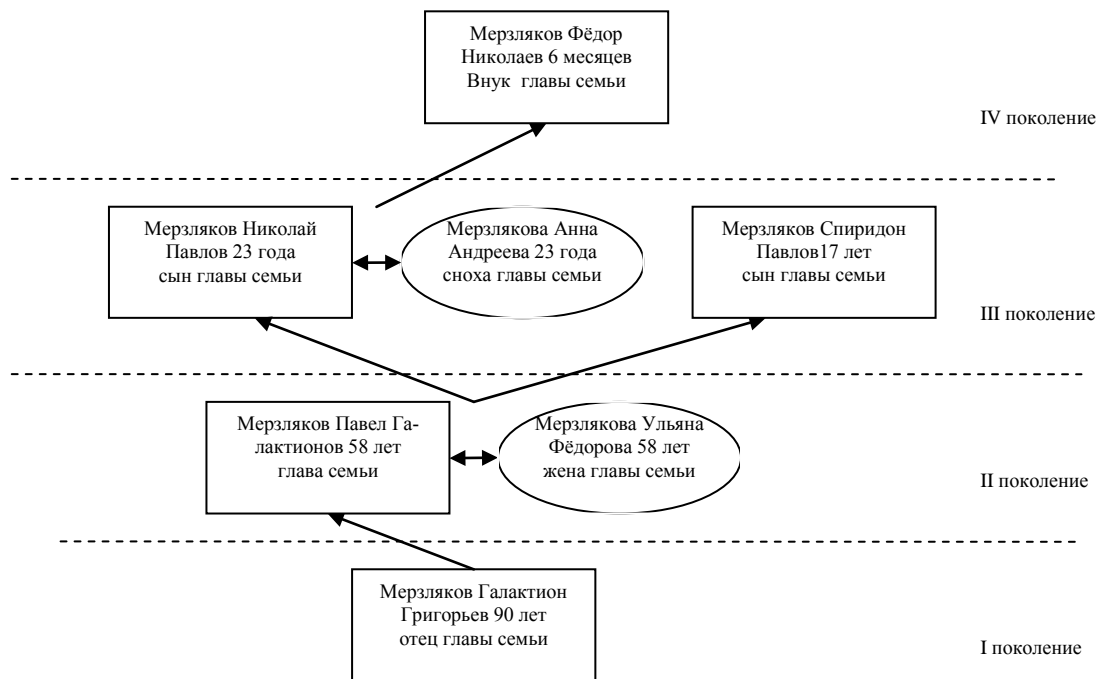 Мерзляков Фёдор
Николаев 6 месяцев
Внук  главы семьи
IV поколение
Мерзляков Николай
Павлов 23 года
сын главы семьи
Мерзлякова Анна
Андреева 23 года
сноха главы семьи
Мерзляков Спиридон
Павлов17 лет
сын главы семьи
III поколение
Мерзляков Павел Га-
лактионов 58 лет
глава семьи
Мерзлякова Ульяна
Фёдорова 58 лет
жена главы семьи
II поколение
Мерзляков Галактион
Григорьев 90 лет
отец главы семьи
I поколение